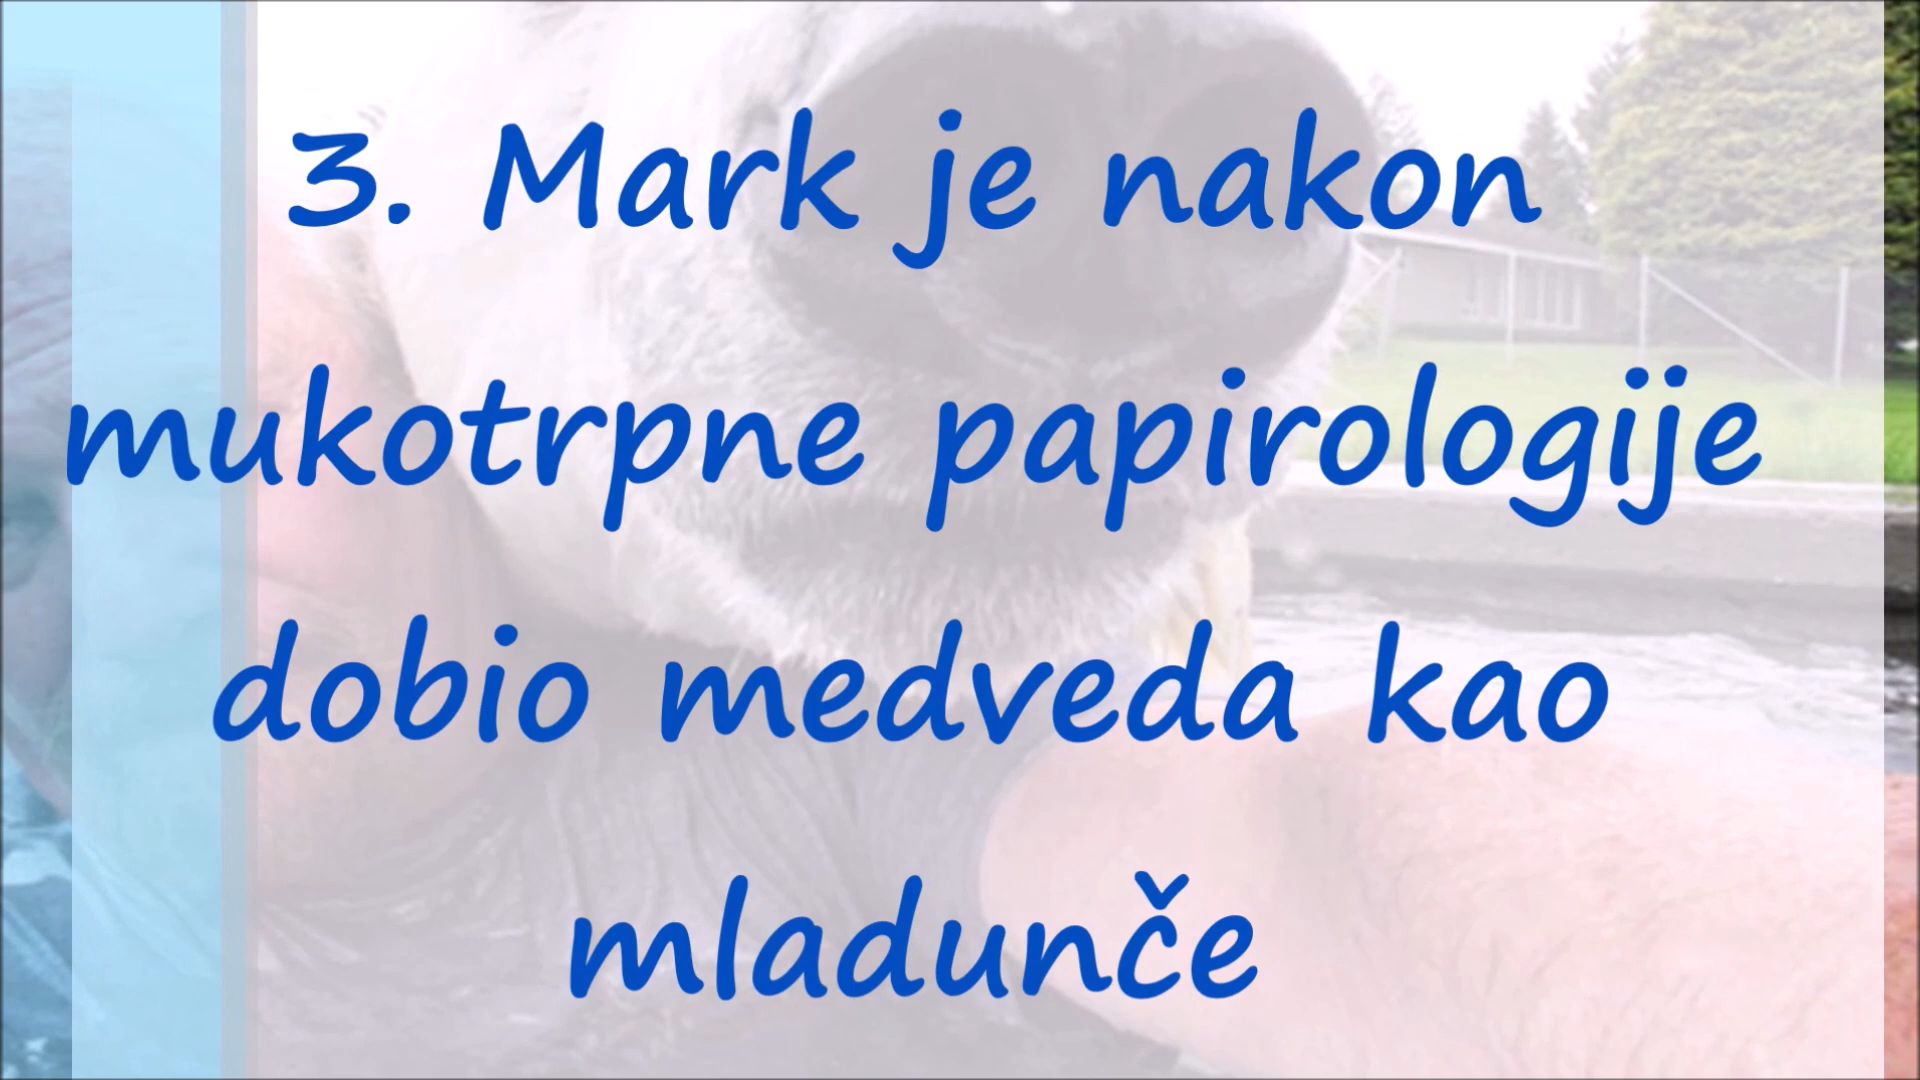 3. Mark je nakon
mukotrpne papirologije
dobio medveda kao
mladunče